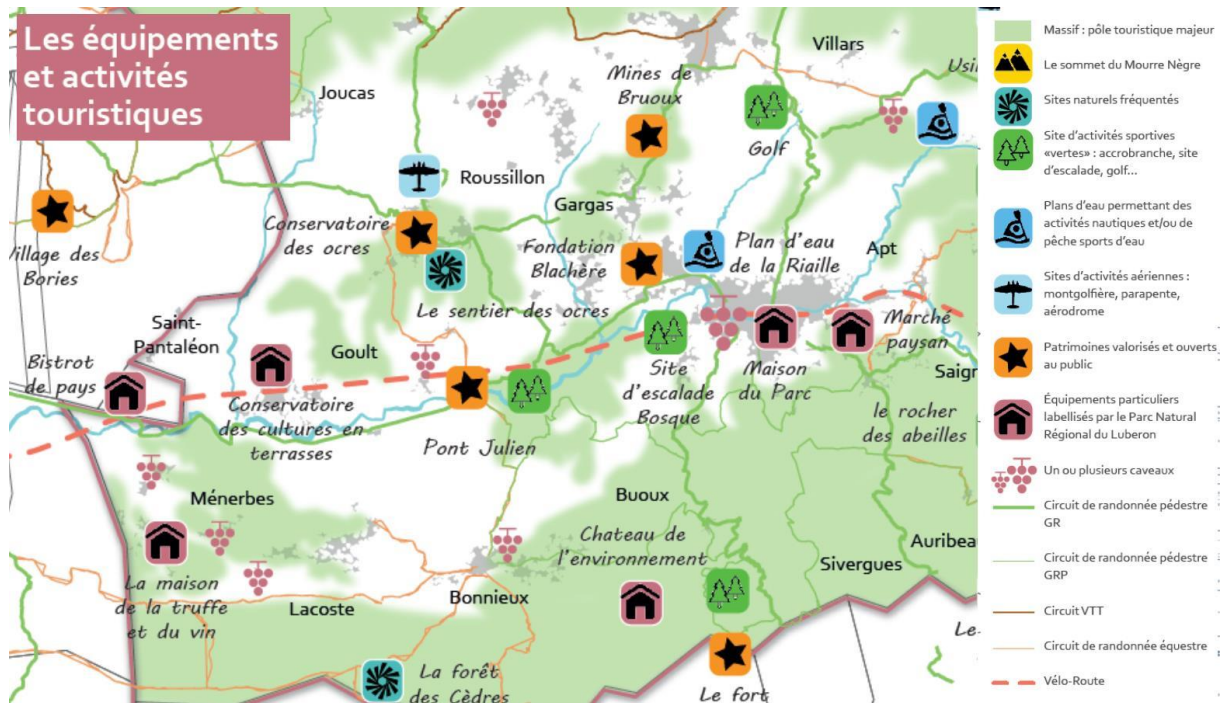 Les équipements
et activités
touristiques
Joucas
Mines de
Bruoux
Villars
Usi
Golf
Roussillon
Gargas
Conservatoire
des ocres
Village des
Bories
Fondation
Blachère
Plan d'eau
de la Riaille
Apt
Le sentier des ocres
Saint-
Pantaléon
Goult
Bistrot
de pays
Conservatoire
des cultures en
terrasses
Pont Julien
Site
d'escalade
Bosque
Maison
du Parc
Marché
paysan
Saign
le rocher
des abeilles
Ménerbes
Buoux
Chateau de
l'environnement
Auribeau
Sivergues
La maison
de la truffe
et du vin
Lacoste
Bonnieux
La forêt
des Cèdres
Le fort
Le-
Massif : pôle touristique majeur
Le sommet du Mourre Nègre
Sites naturels fréquentés
Site d'activités sportives
«vertes» : accrobranche, site
d'escalade, golf...
Plans d'eau permettant des
activités nautiques et/ou de
pêche sports d'eau
Sites d'activités aériennes :
montgolfière, parapente,
aérodrome
Patrimoines valorisés et ouverts
au public
Équipements particuliers
labellisés par le Parc Natural
Régional du Luberon
Un ou plusieurs caveaux
Circuit de randonnée pédestre
GR
Circuit de randonnée pédestre
GRP
Circuit VTT
Circuit de randonnée équestre
Vélo-Route